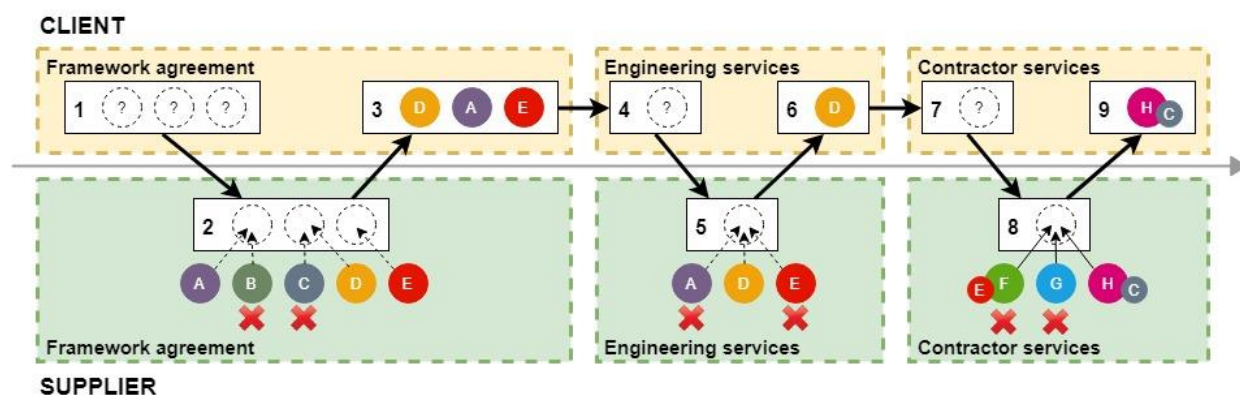 CLIENT
Framework agreement
1 ? ? ?
3 D A E
Engineering services
4 ?
6 D
Contractor services
7 ?
9 H C
2
A B C D E
Framework agreement
5
A D E
Engineering services
8
E F G H C
Contractor services
SUPPLIER